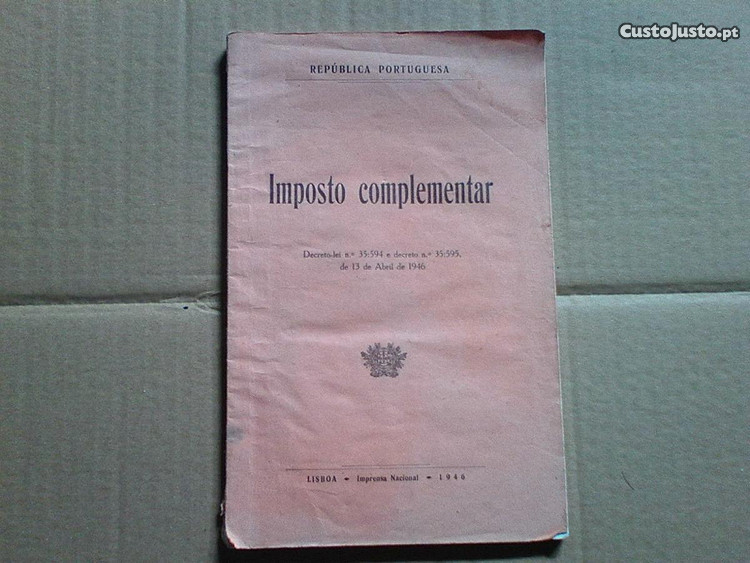 CustoJusto.pt
REPÚBLICA PORTUGUESA
Imposto complementar
Decreto-lei n.º 35:594 e decreto n.º 35:595,
de 13 de Abril de 1946
LISBOA - Imprensa Nacional - 1946